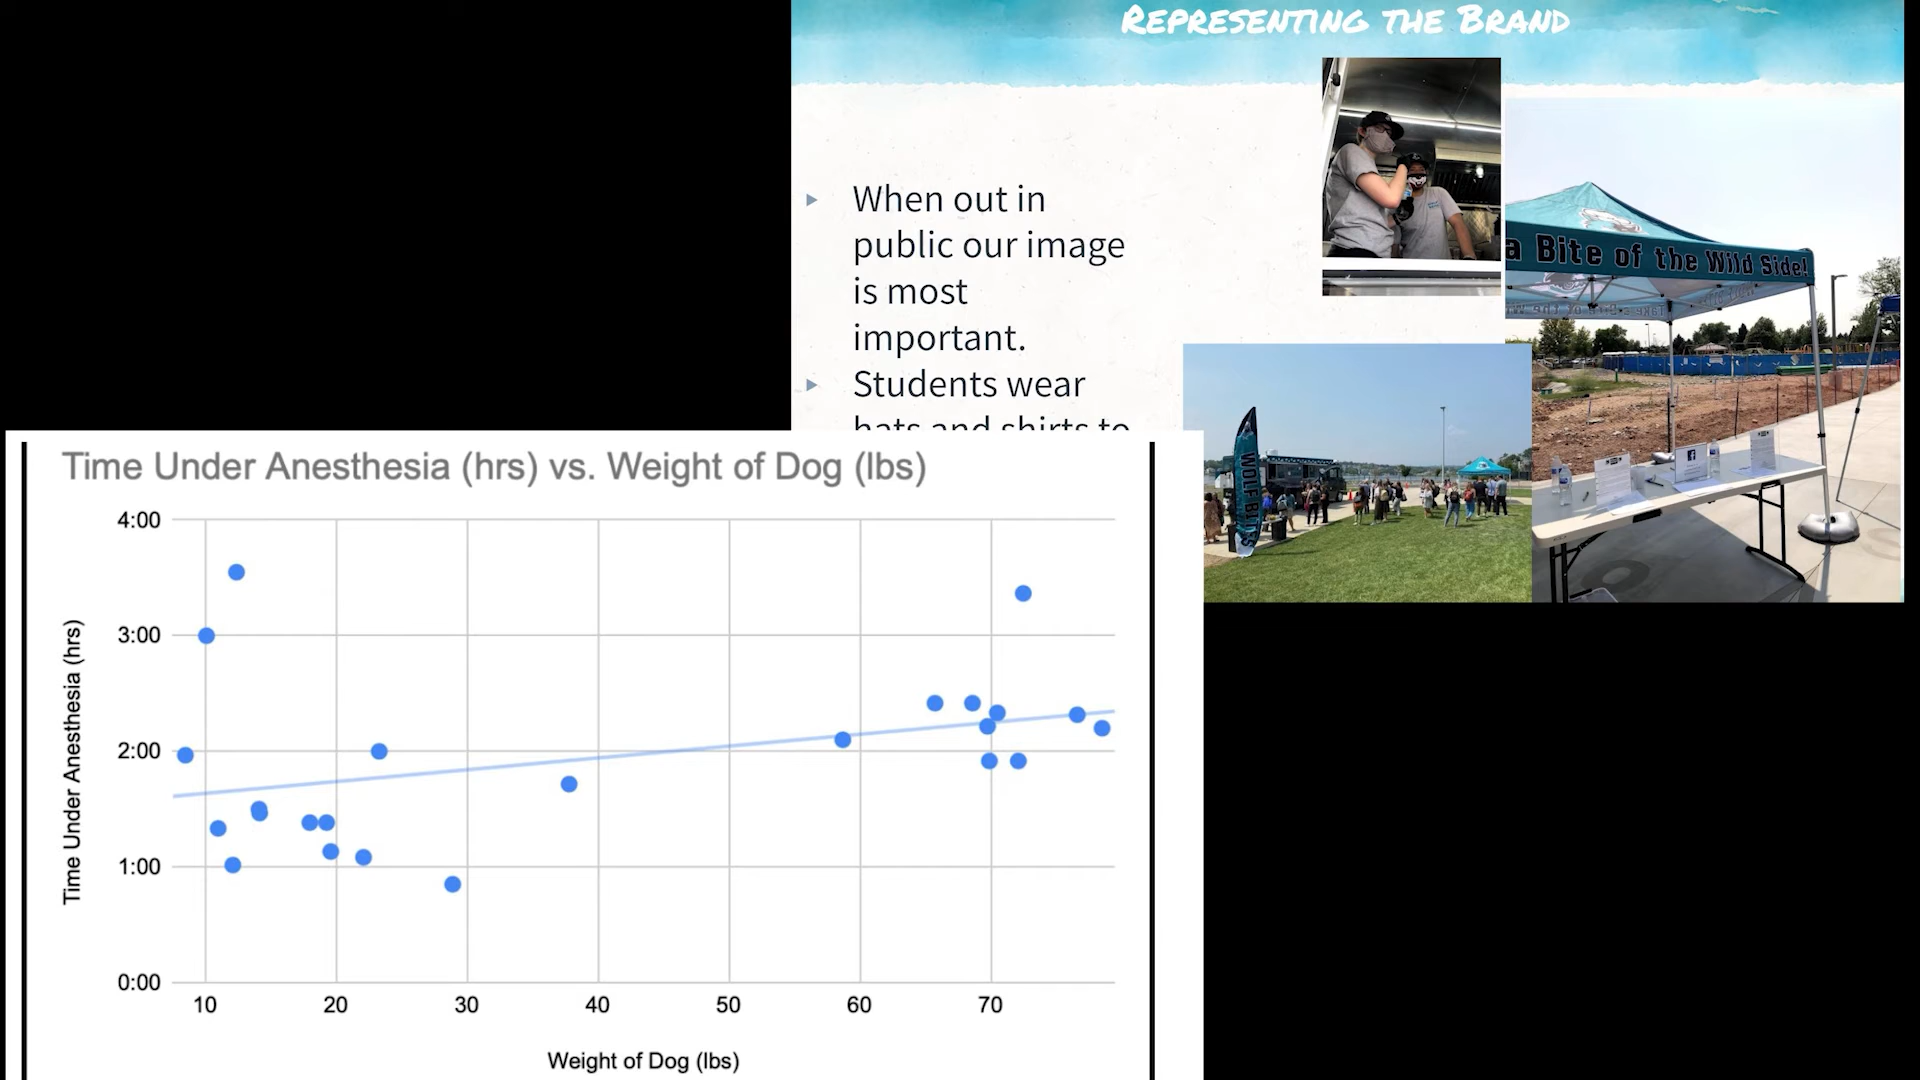 Representing the Brand
When out in
public our image
is most
important.
Students wear
hats and shirts to
a Bite of the Wild Side!
WOLF BITES
Time Under Anesthesia (hrs) vs. Weight of Dog (lbs)
Time Under Anesthesia (hrs)
4:00
3:00
2:00
1:00
0:00
10 20 30 40 50 60 70
Weight of Dog (lbs)